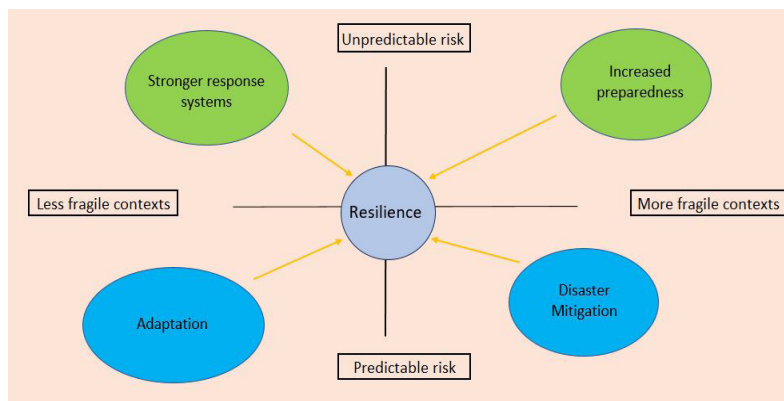 Unpredictable risk
Stronger response
systems
Increased
preparedness
Less fragile contexts
Resilience
More fragile contexts
Adaptation
Disaster
Mitigation
Predictable risk